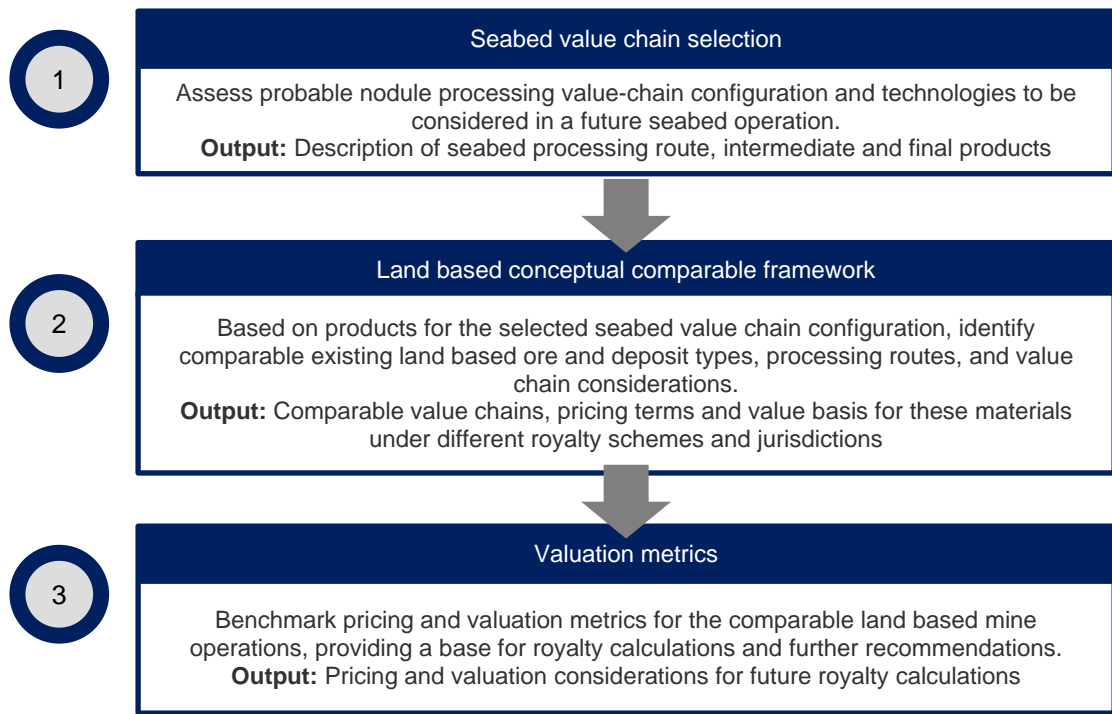 1
Seabed value chain selection
Assess probable nodule processing value-chain configuration and technologies to be
considered in a future seabed operation.
Output: Description of seabed processing route, intermediate and final products
2
Land based conceptual comparable framework
Based on products for the selected seabed value chain configuration, identify
comparable existing land based ore and deposit types, processing routes, and value
chain considerations.
Output: Comparable value chains, pricing terms and value basis for these materials
under different royalty schemes and jurisdictions
3
Valuation metrics
Benchmark pricing and valuation metrics for the comparable land based mine
operations, providing a base for royalty calculations and further recommendations.
Output: Pricing and valuation considerations for future royalty calculations